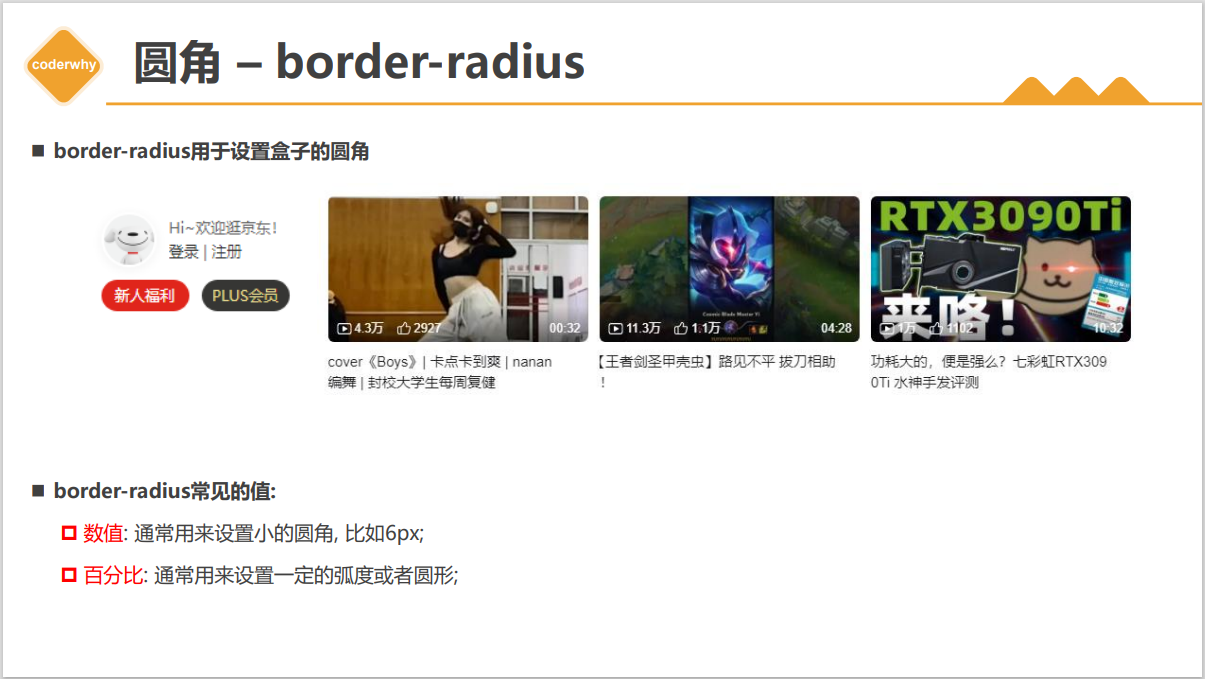 coderwhy
圆角 – border-radius
border-radius用于设置盒子的圆角
Hi~欢迎逛京东！
登录 | 注册
新人福利
PLUS会员
4.3万
2927
00:32
cover《Boys》| 卡点卡到爽 | nanan
编舞 | 封校大学生每周复健
Cosmic Blade Master Yi
11.3万
1.1万
04:28
【王者剑圣甲壳虫】路见不平 拔刀相助
！
RTX3090Ti
来咯！
1万
1102
10:32
功耗大的，便是强么？七彩虹RTX309
0Ti 水神手发评测
border-radius常见的值:
数值: 通常用来设置小的圆角, 比如6px;
百分比: 通常用来设置一定的弧度或者圆形;